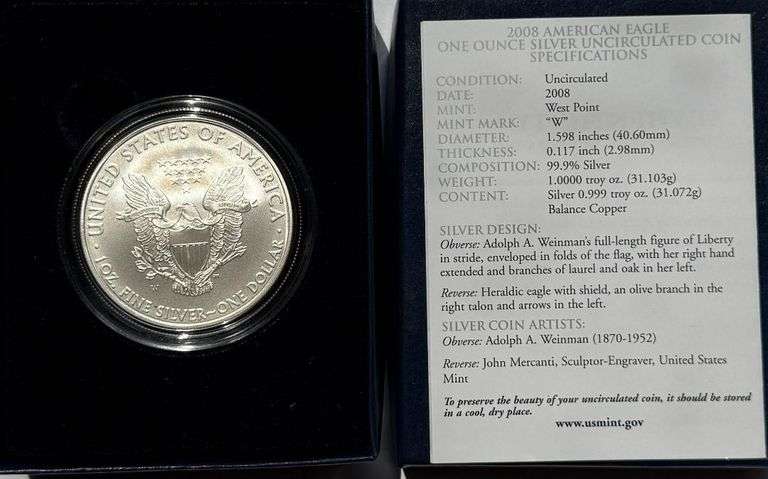 UNITED STATES OF AMERICA
1 OZ. FINE SILVER~ONE DOLLAR
2008 AMERICAN EAGLE
ONE OUNCE SILVER UNCIRCULATED COIN
SPECIFICATIONS
CONDITION: Uncirculated
DATE: 2008
MINT: West Point
MINT MARK: "W"
DIAMETER: 1.598 inches (40.60mm)
THICKNESS: 0.117 inch (2.98mm)
COMPOSITION: 99.9% Silver
WEIGHT: 1.0000 troy oz. (31.103g)
CONTENT: Silver 0.999 troy oz. (31.072g)
Balance Copper
SILVER DESIGN:
Obverse: Adolph A. Weinman's full-length figure of Liberty
in stride, enveloped in folds of the flag, with her right hand
extended and branches of laurel and oak in her left.
Reverse: Heraldic eagle with shield, an olive branch in the
right talon and arrows in the left.
SILVER COIN ARTISTS:
Obverse: Adolph A. Weinman (1870-1952)
Reverse: John Mercanti, Sculptor-Engraver, United States
Mint
To preserve the beauty of your uncirculated coin, it should be stored
in a cool, dry place.
www.usmint.gov